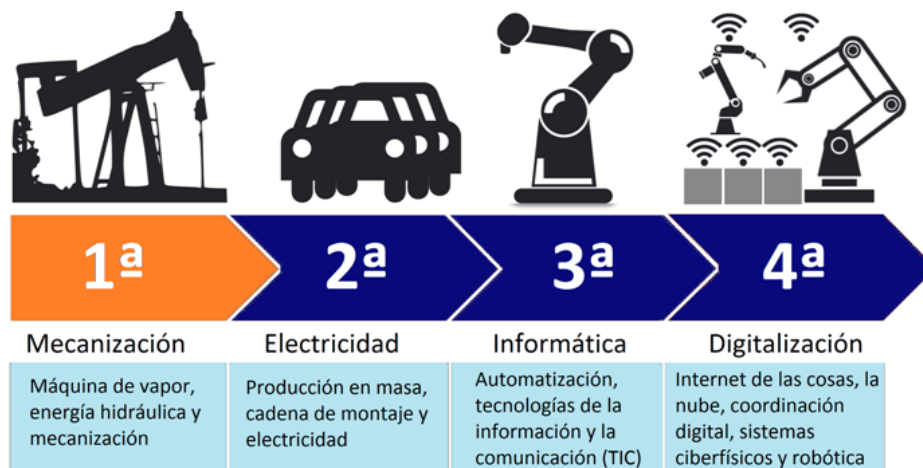 1ª
2ª
3ª
4ª
Mecanización
Electricidad
Informática
Digitalización
Máquina de vapor,
energía hidráulica y
mecanización
Producción en masa,
cadena de montaje y
electricidad
Automatización,
tecnologías de la
información y la
comunicación (TIC)
Internet de las cosas, la
nube, coordinación
digital, sistemas
ciberfísicos y robótica